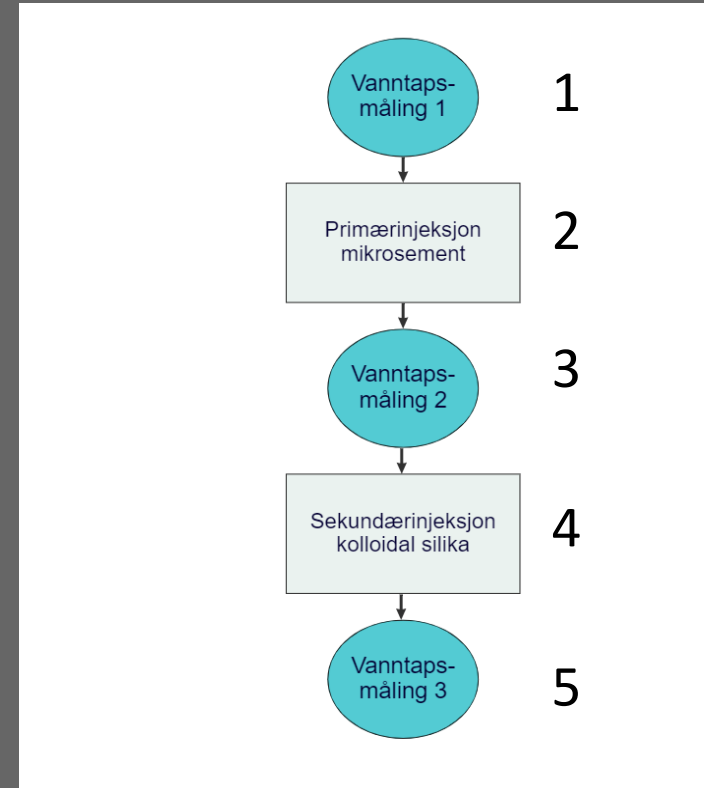 Vanntaps-
måling 1
1
Primærinjeksjon
mikrosement
2
Vanntaps-
måling 2
3
Sekundærinjeksjon
kolloidal silika
4
Vanntaps-
måling 3
5